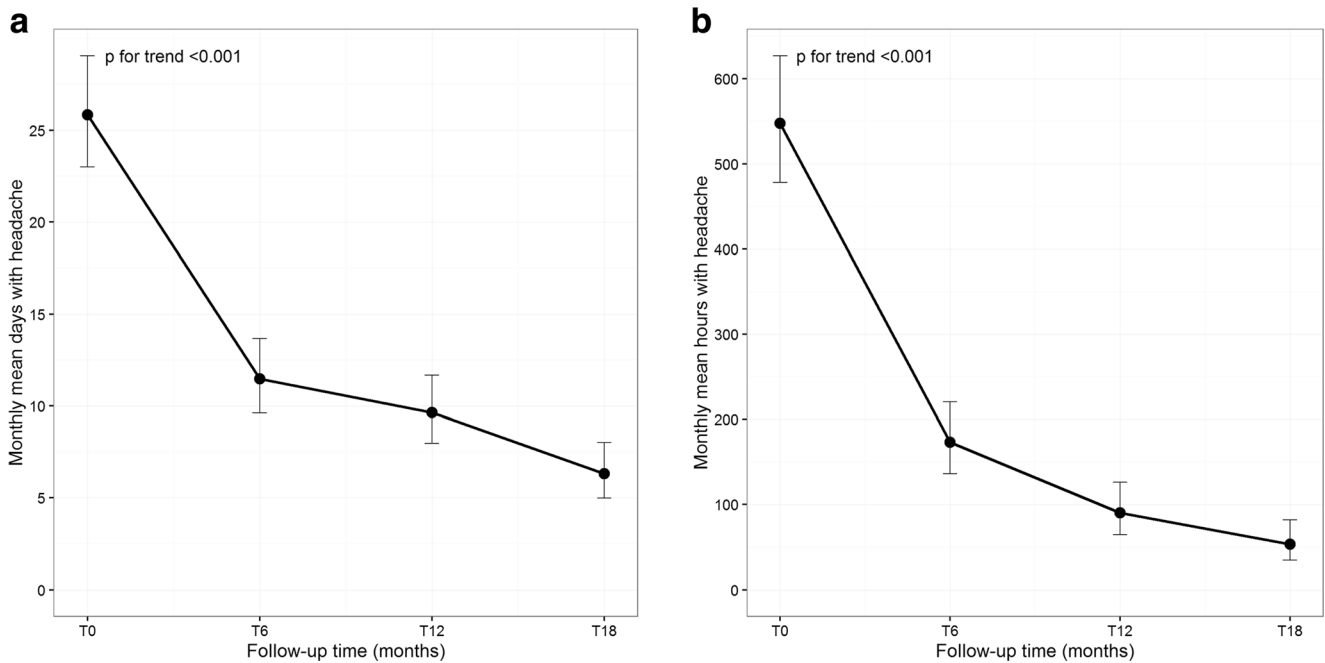 a
p for trend <0.001
Monthly mean days with headache
25
20
15
10
5
0
T0 T6 T12 T18
Follow-up time (months)
b
p for trend <0.001
Monthly mean hours with headache
600
500
400
300
200
100
0
T0 T6 T12 T18
Follow-up time (months)